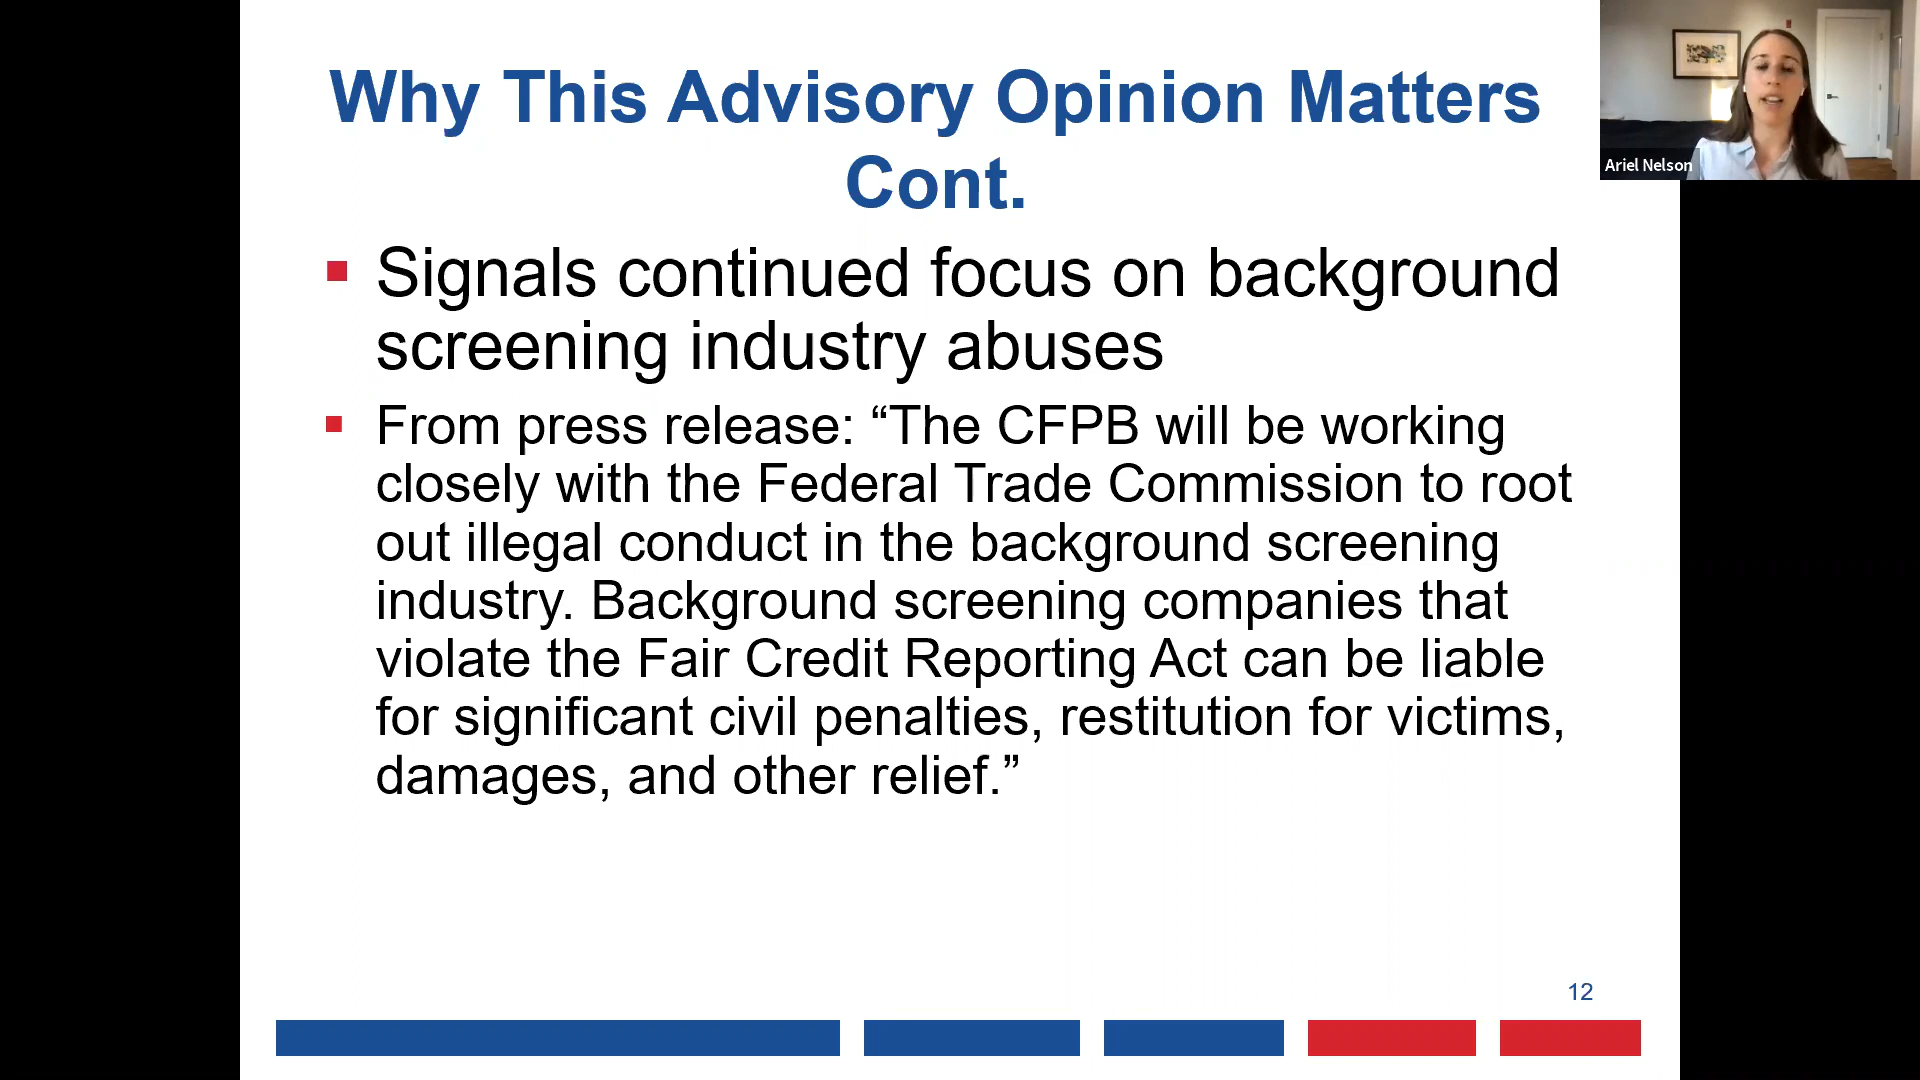 Why This Advisory Opinion Matters
Cont.
Ariel Nelson
▪ Signals continued focus on background
screening industry abuses
▪ From press release: “The CFPB will be working
closely with the Federal Trade Commission to root
out illegal conduct in the background screening
industry. Background screening companies that
violate the Fair Credit Reporting Act can be liable
for significant civil penalties, restitution for victims,
damages, and other relief.”
12